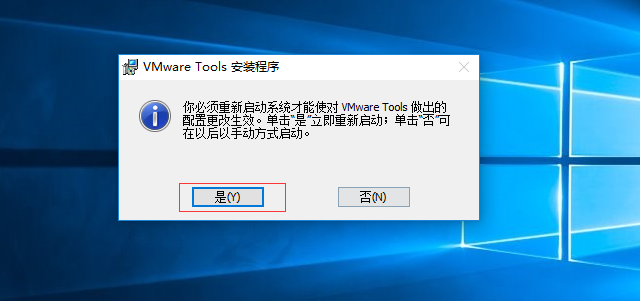 VMware Tools 安装程序
你必须重新启动系统才能使对 VMware Tools 做出的
配置更改生效。单击“是”立即重新启动；单击“否”可
在以后以手动方式启动。
是(Y)
否(N)